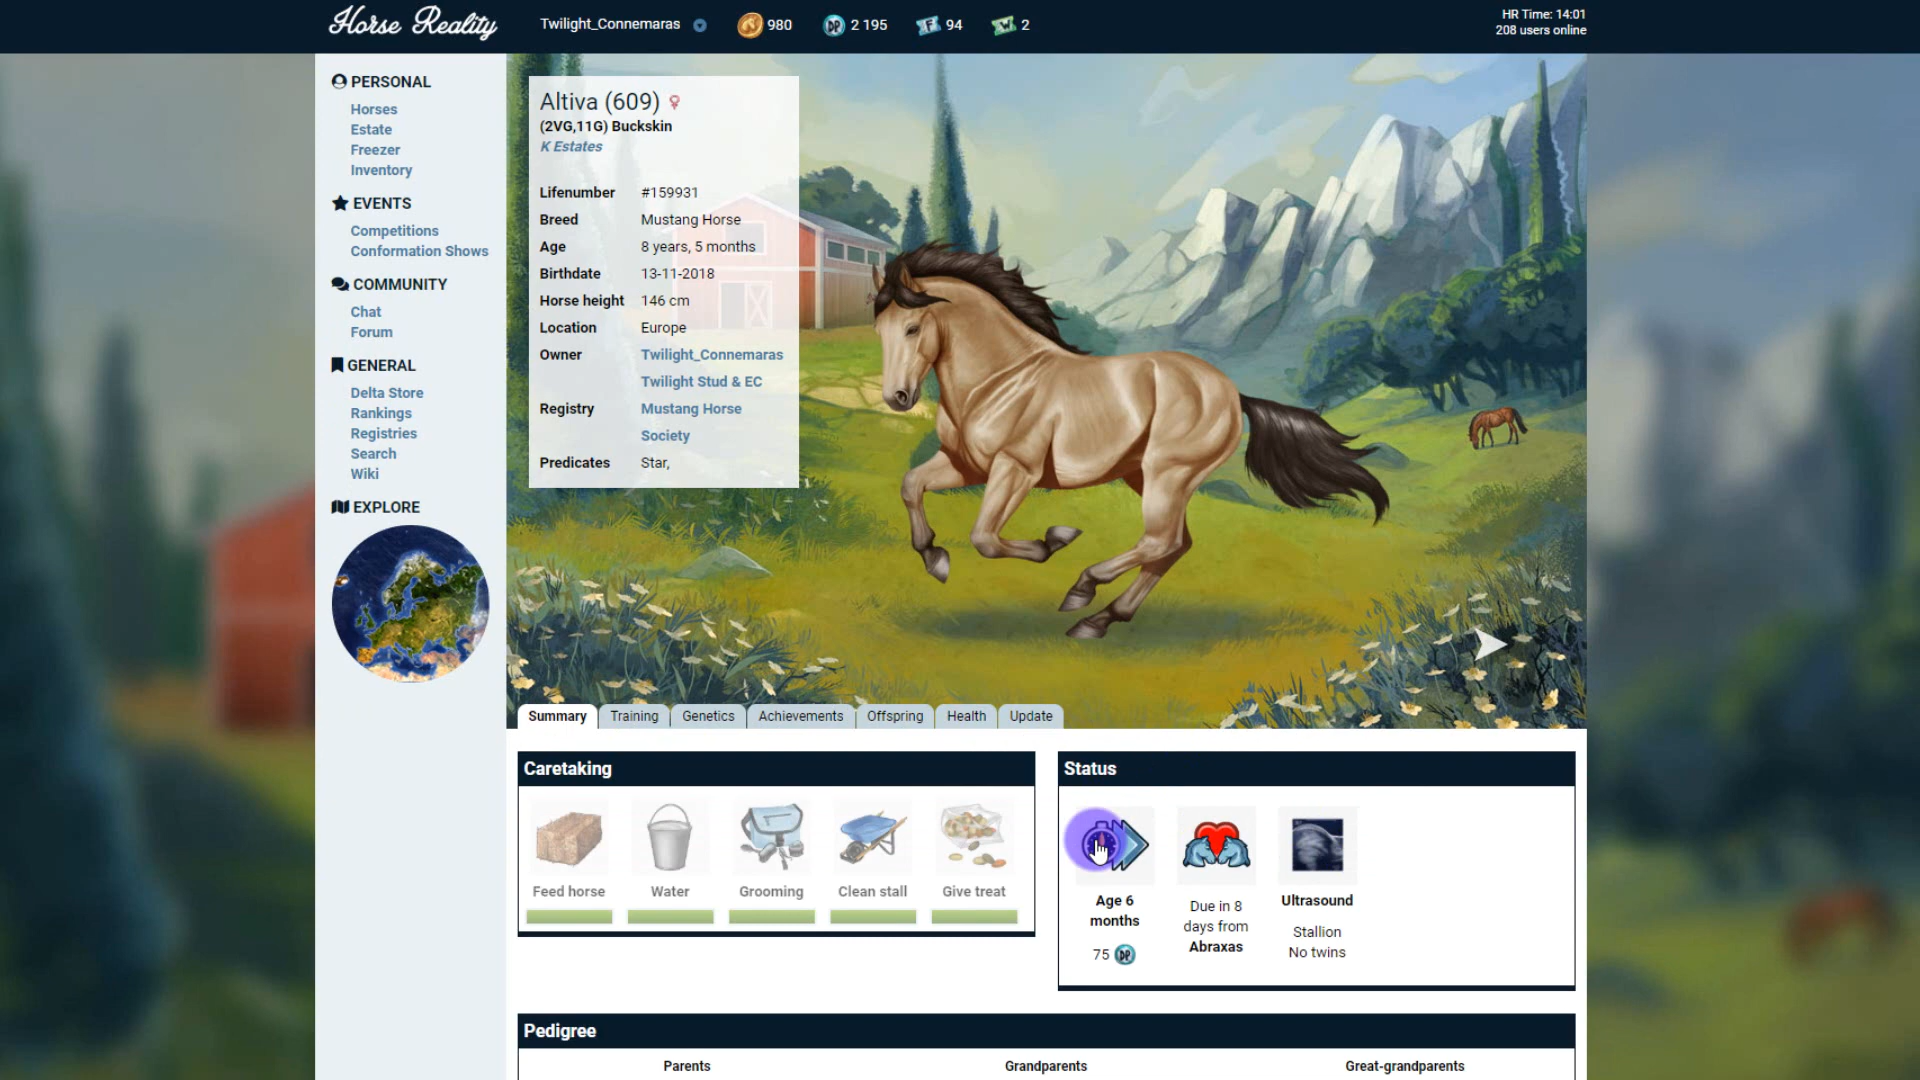 Horse Reality
Twilight_Connemaras
980
DP 2 195
F 94
W 2
HR Time: 14:01
208 users online
PERSONAL
Horses
Estate
Freezer
Inventory
EVENTS
Competitions
Conformation Shows
COMMUNITY
Chat
Forum
GENERAL
Delta Store
Rankings
Registries
Search
Wiki
EXPLORE
Altiva (609) ♀
(2VG,11G) Buckskin
K Estates
Lifenumber #159931
Breed Mustang Horse
Age 8 years, 5 months
Birthdate 13-11-2018
Horse height 146 cm
Location Europe
Owner Twilight_Connemaras
Twilight Stud & EC
Registry Mustang Horse
Society
Predicates Star,
Summary Training Genetics Achievements Offspring Health Update
Caretaking
Feed horse Water Grooming Clean stall Give treat
Status
Age 6
months
75 DP
Due in 8
days from
Abraxas
Ultrasound
Stallion
No twins
Pedigree
Parents Grandparents Great-grandparents